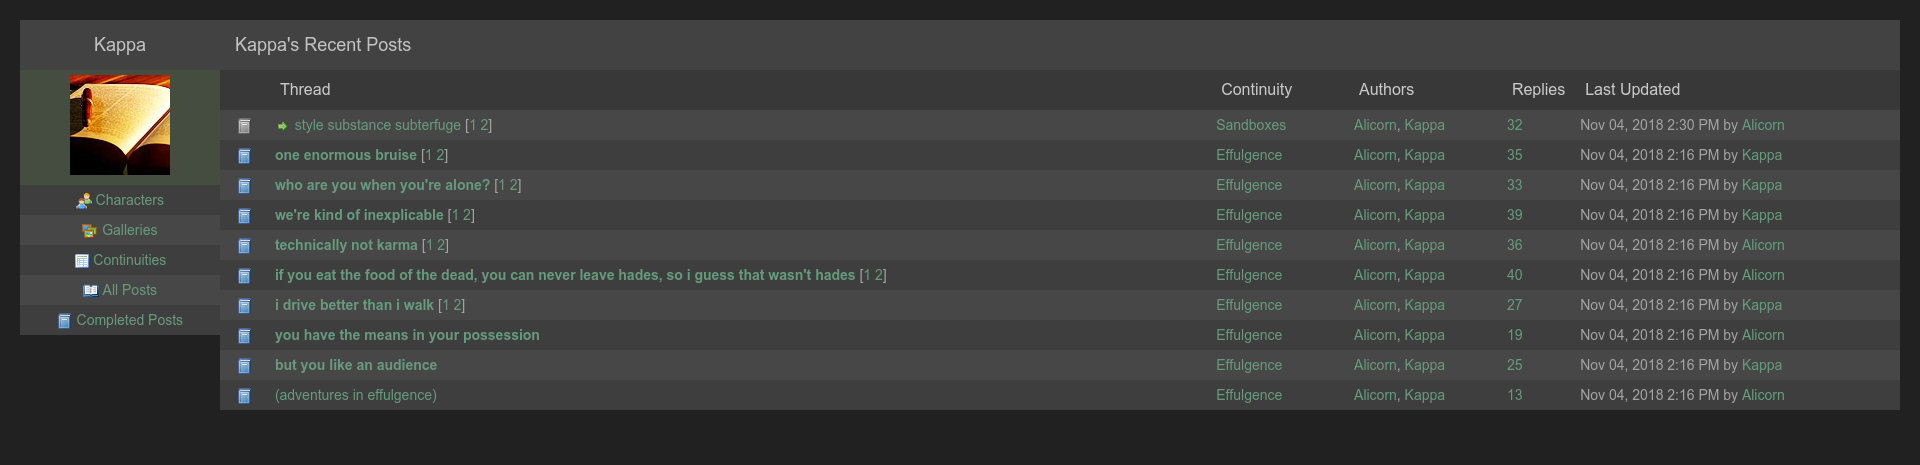 Kappa
Kappa's Recent Posts
Thread Continuity Authors Replies Last Updated
style substance subterfuge [1 2] Sandboxes Alicorn, Kappa 32 Nov 04, 2018 2:30 PM by Alicorn
one enormous bruise [1 2] Effulgence Alicorn, Kappa 35 Nov 04, 2018 2:16 PM by Kappa
who are you when you're alone? [1 2] Effulgence Alicorn, Kappa 33 Nov 04, 2018 2:16 PM by Kappa
we're kind of inexplicable [1 2] Effulgence Alicorn, Kappa 39 Nov 04, 2018 2:16 PM by Kappa
technically not karma [1 2] Effulgence Alicorn, Kappa 36 Nov 04, 2018 2:16 PM by Alicorn
if you eat the food of the dead, you can never leave hades, so i guess that wasn't hades [1 2] Effulgence Alicorn, Kappa 40 Nov 04, 2018 2:16 PM by Alicorn
i drive better than i walk [1 2] Effulgence Alicorn, Kappa 27 Nov 04, 2018 2:16 PM by Kappa
you have the means in your possession Effulgence Alicorn, Kappa 19 Nov 04, 2018 2:16 PM by Alicorn
but you like an audience Effulgence Alicorn, Kappa 25 Nov 04, 2018 2:16 PM by Kappa
(adventures in effulgence) Effulgence Alicorn, Kappa 13 Nov 04, 2018 2:16 PM by Alicorn
Characters
Galleries
Continuities
All Posts
Completed Posts